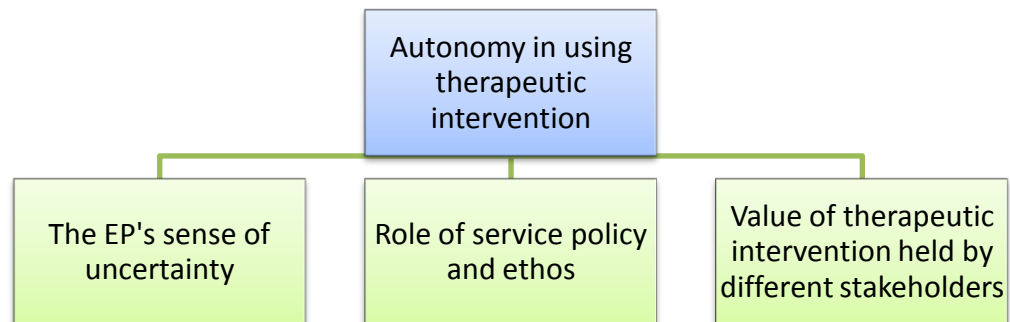 Autonomy in using
therapeutic
intervention
The EP's sense of
uncertainty
Role of service policy
and ethos
Value of therapeutic
intervention held by
different stakeholders